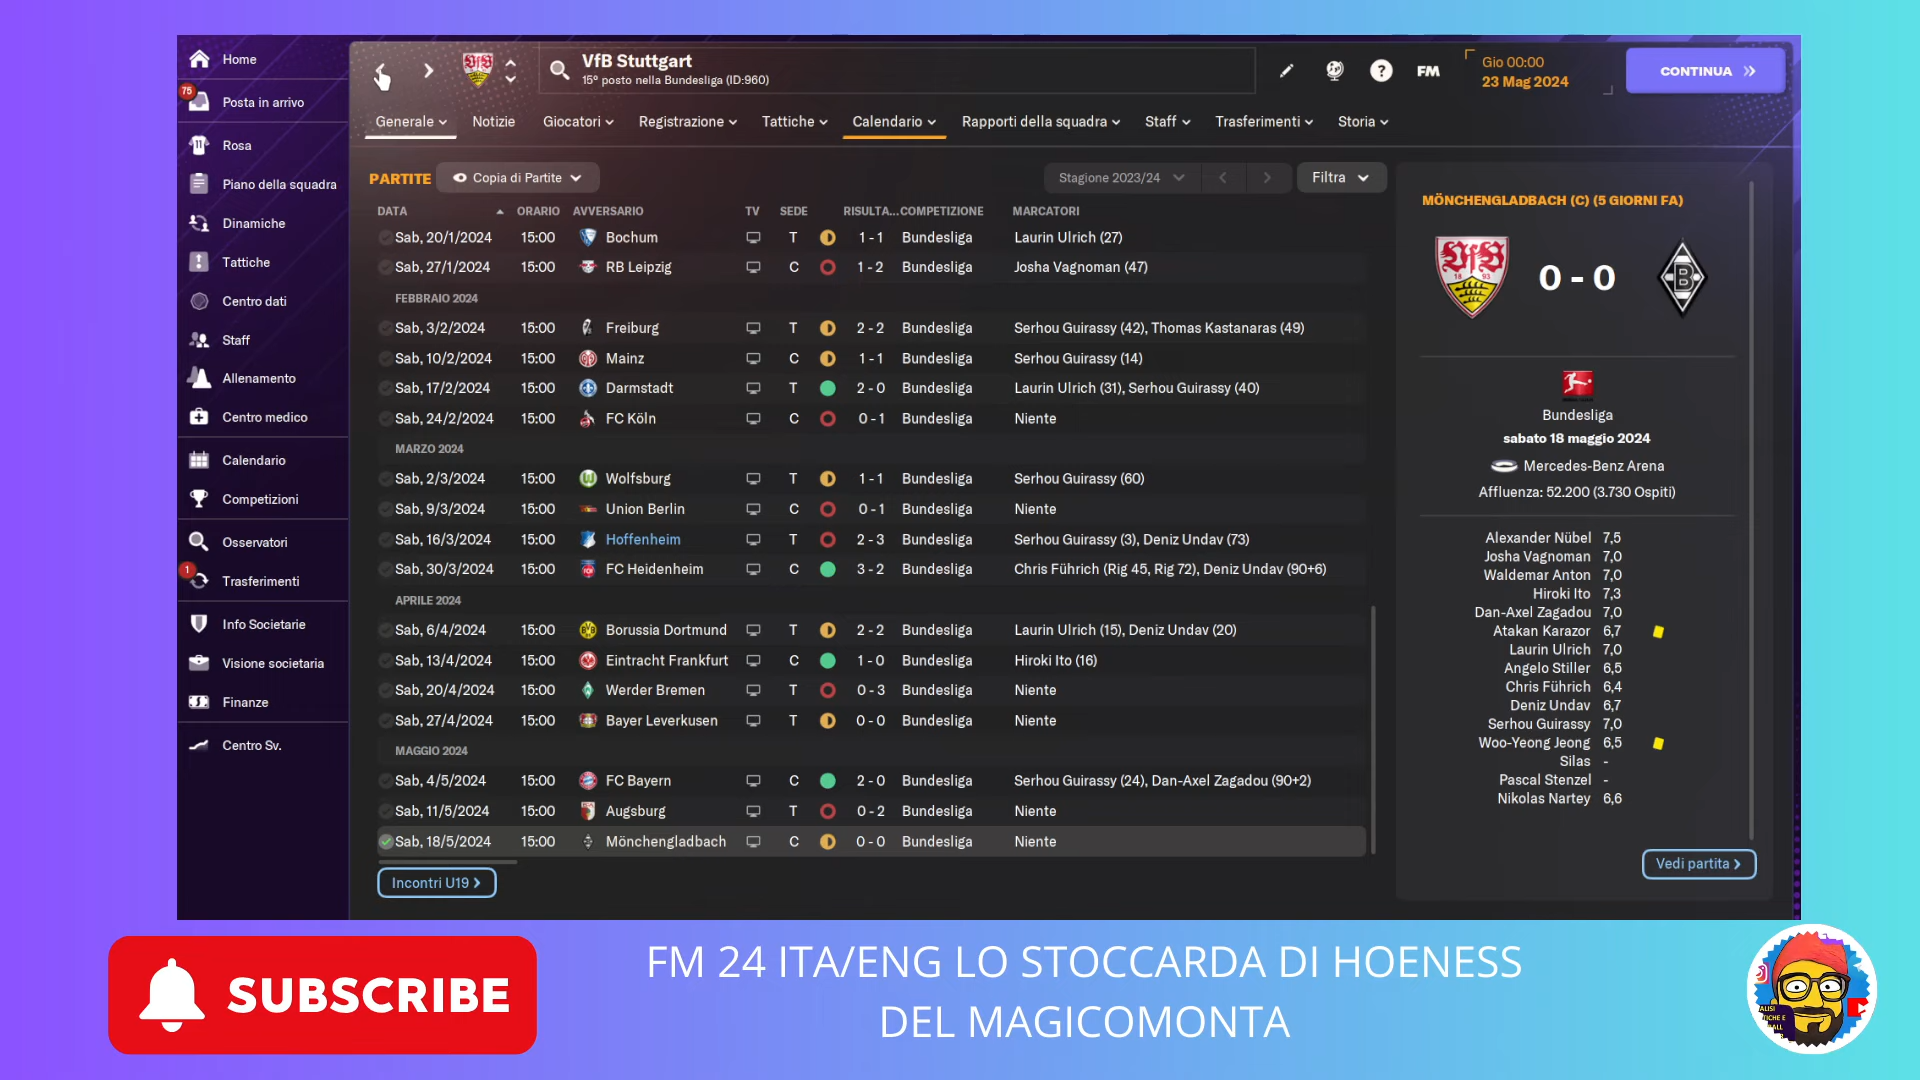 Home
75
Posta in arrivo
Rosa
Piano della squadra
Dinamiche
Tattiche
Centro dati
Staff
Allenamento
Centro medico
Calendario
Competizioni
Osservatori
1
Trasferimenti
Info Societarie
Visione societaria
Finanze
Centro Sv.
VfB Stuttgart
15° posto nella Bundesliga (ID:960)
FM
Gio 00:00
23 Mag 2024
CONTINUA
Generale Notizie Giocatori Registrazione Tattiche Calendario Rapporti della squadra Staff Trasferimenti Storia
PARTITE Copia di Partite Stagione 2023/24 Filtra
DATA ORARIO AVVERSARIO TV SEDE RISULTA... COMPETIZIONE MARCATORI
Sab, 20/1/2024 15:00 Bochum T 1 - 1 Bundesliga Laurin Ulrich (27)
Sab, 27/1/2024 15:00 RB Leipzig C 1 - 2 Bundesliga Josha Vagnoman (47)
FEBBRAIO 2024
Sab, 3/2/2024 15:00 Freiburg T 2 - 2 Bundesliga Serhou Guirassy (42), Thomas Kastanaras (49)
Sab, 10/2/2024 15:00 Mainz C 1 - 1 Bundesliga Serhou Guirassy (14)
Sab, 17/2/2024 15:00 Darmstadt T 2 - 0 Bundesliga Laurin Ulrich (31), Serhou Guirassy (40)
Sab, 24/2/2024 15:00 FC Köln C 0 - 1 Bundesliga Niente
MARZO 2024
Sab, 2/3/2024 15:00 Wolfsburg T 1 - 1 Bundesliga Serhou Guirassy (60)
Sab, 9/3/2024 15:00 Union Berlin C 0 - 1 Bundesliga Niente
Sab, 16/3/2024 15:00 Hoffenheim T 2 - 3 Bundesliga Serhou Guirassy (3), Deniz Undav (73)
Sab, 30/3/2024 15:00 FC Heidenheim C 3 - 2 Bundesliga Chris Führich (Rig 45, Rig 72), Deniz Undav (90+6)
APRILE 2024
Sab, 6/4/2024 15:00 Borussia Dortmund T 2 - 2 Bundesliga Laurin Ulrich (15), Deniz Undav (20)
Sab, 13/4/2024 15:00 Eintracht Frankfurt C 1 - 0 Bundesliga Hiroki Ito (16)
Sab, 20/4/2024 15:00 Werder Bremen T 0 - 3 Bundesliga Niente
Sab, 27/4/2024 15:00 Bayer Leverkusen T 0 - 0 Bundesliga Niente
MAGGIO 2024
Sab, 4/5/2024 15:00 FC Bayern C 2 - 0 Bundesliga Serhou Guirassy (24), Dan-Axel Zagadou (90+2)
Sab, 11/5/2024 15:00 Augsburg T 0 - 2 Bundesliga Niente
Sab, 18/5/2024 15:00 Mönchengladbach C 0 - 0 Bundesliga Niente
Incontri U19
MÖNCHENGLADBACH (C) (5 GIORNI FA)
0 - 0
Bundesliga
sabato 18 maggio 2024
Mercedes-Benz Arena
Affluenza: 52.200 (3.730 Ospiti)
Alexander Nübel 7,5
Josha Vagnoman 7,0
Waldemar Anton 7,0
Hiroki Ito 7,3
Dan-Axel Zagadou 7,0
Atakan Karazor 6,7
Laurin Ulrich 7,0
Angelo Stiller 6,5
Chris Führich 6,4
Deniz Undav 6,7
Serhou Guirassy 7,0
Woo-Yeong Jeong 6,5
Silas -
Pascal Stenzel -
Nikolas Nartey 6,6
Vedi partita
SUBSCRIBE
FM 24 ITA/ENG LO STOCCARDA DI HOENESS
DEL MAGICOMONTA